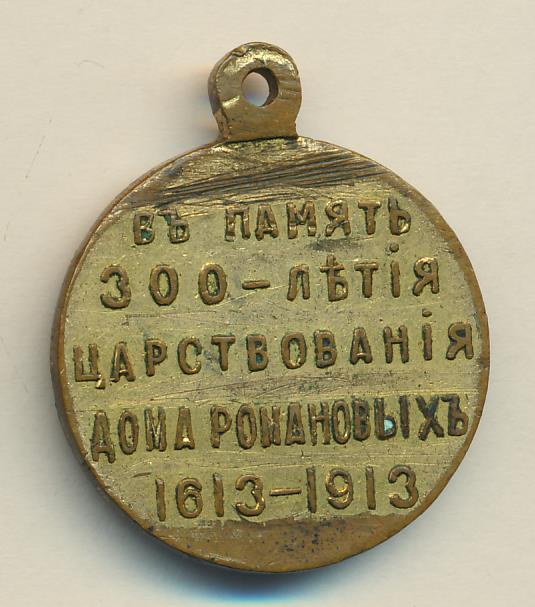 ВЪ ПАМЯТЬ
300-ЛѢТІЯ
ЦАРСТВОВАНІЯ
ДОМА РОМАНОВЫХЪ
1613-1913